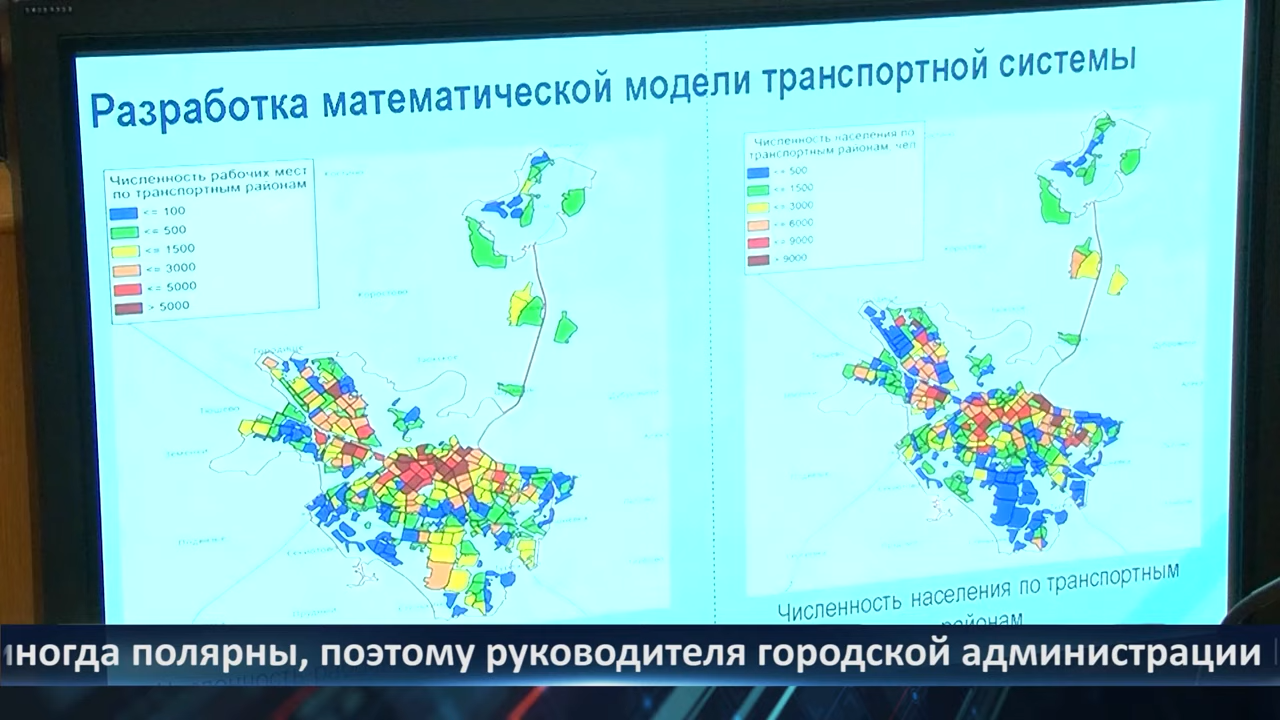 Разработка математической модели транспортной системы
Численность рабочих мест
по транспортным районам
<= 100
<= 500
<= 1500
<= 3000
<= 5000
> 5000
Численность населения по
транспортным районам чел
<= 500
<= 1500
<= 3000
<= 6000
<= 9000
> 9000
Численность населения по транспортным
районам
иногда полярны, поэтому руководителя городской администрации